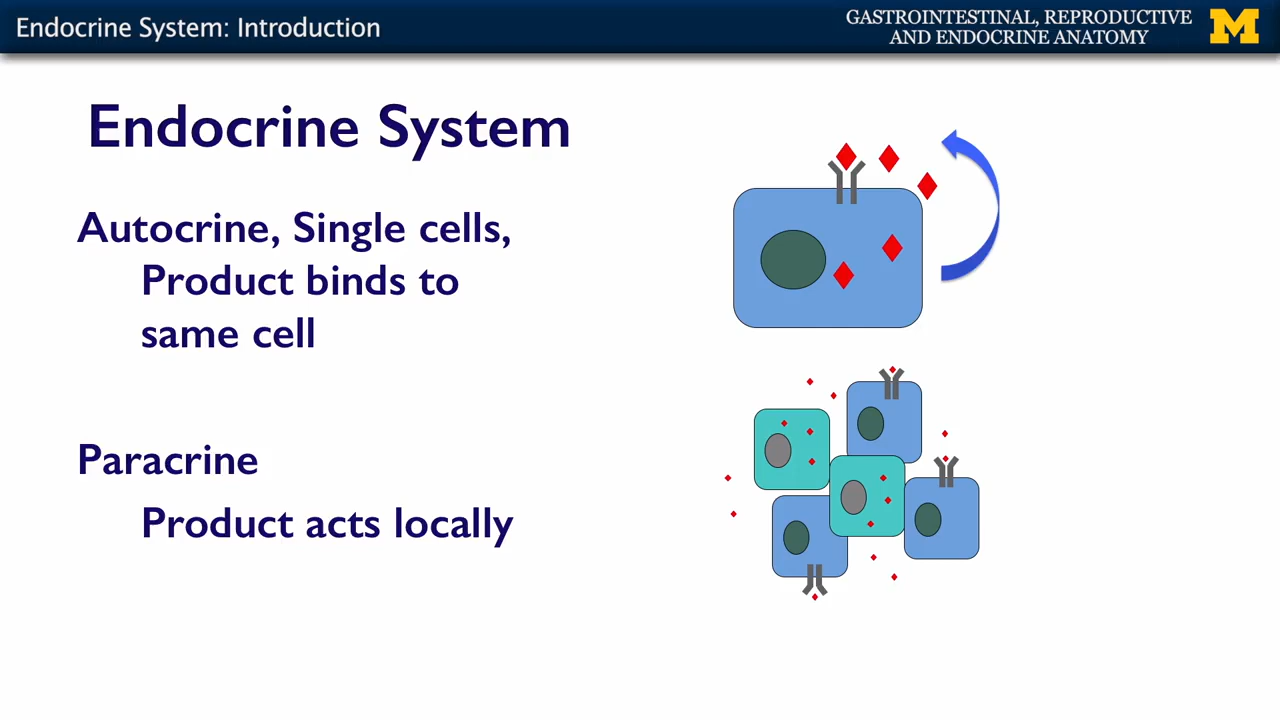 Endocrine System: Introduction
GASTROINTESTINAL, REPRODUCTIVE
AND ENDOCRINE ANATOMY
M
Endocrine System
Autocrine, Single cells,
Product binds to
same cell
Paracrine
Product acts locally